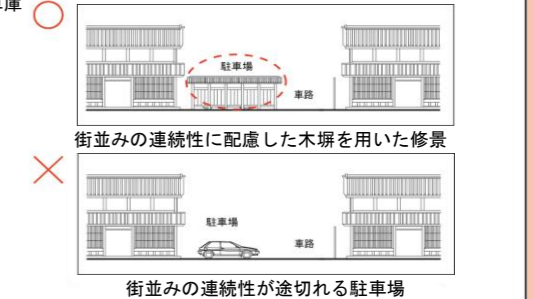 車庫
駐車場
車路
街並みの連続性に配慮した木塀を用いた修景
駐車場
車路
街並みの連続性が途切れる駐車場